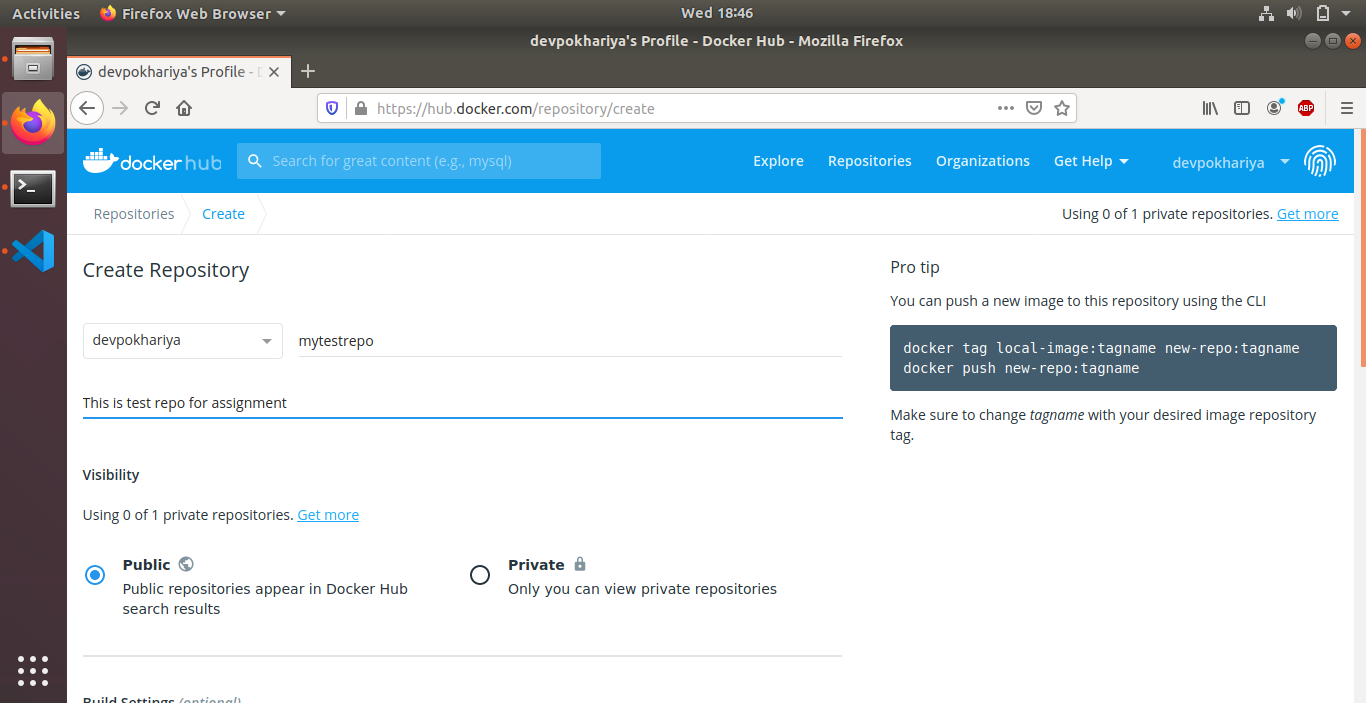 Activities Firefox Web Browser Wed 18:46
devpokhariya's Profile - Docker Hub - Mozilla Firefox
devpokhariya's Profile - D
https://hub.docker.com/repository/create
ABP
docker hub Search for great content (e.g., mysql) Explore Repositories Organizations Get Help devpokhariya
Repositories Create Using 0 of 1 private repositories. Get more
Create Repository
devpokhariya mytestrepo
This is test repo for assignment
Visibility
Using 0 of 1 private repositories. Get more
Public
Public repositories appear in Docker Hub
search results
Private
Only you can view private repositories
Build Settings (optional)
Pro tip
You can push a new image to this repository using the CLI
docker tag local-image:tagname new-repo:tagname
docker push new-repo:tagname
Make sure to change tagname with your desired image repository
tag.